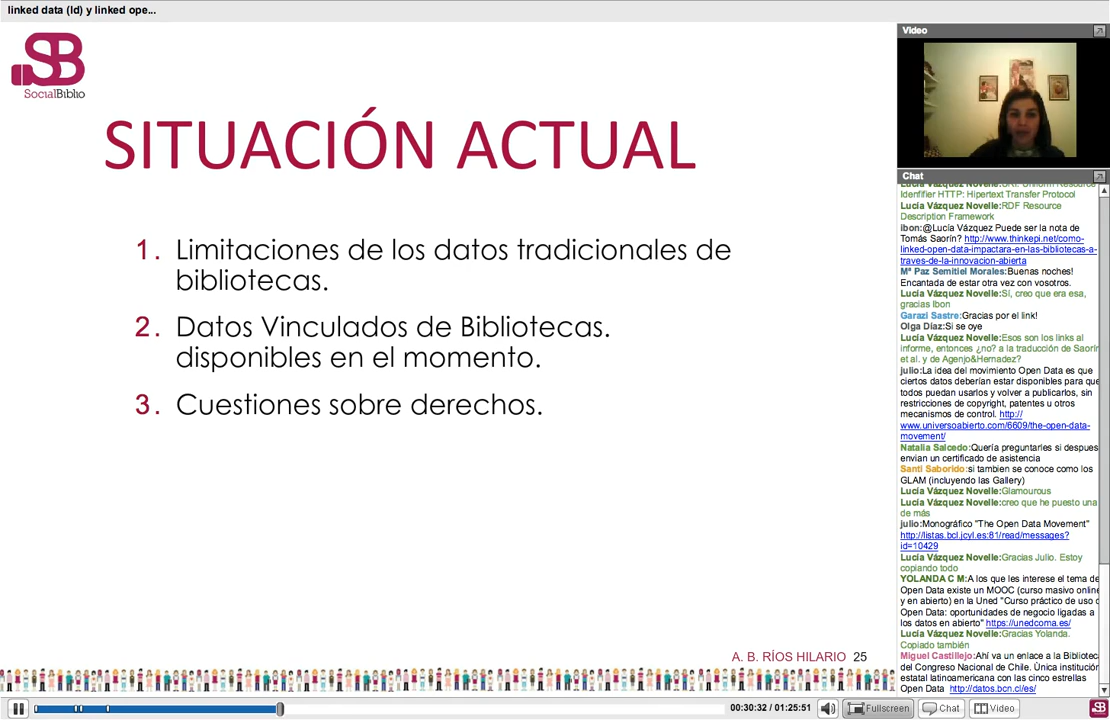 linked data (ld) y linked ope...
SB
SocialBiblio
SITUACIÓN ACTUAL
1. Limitaciones de los datos tradicionales de
bibliotecas.
2. Datos Vinculados de Bibliotecas.
disponibles en el momento.
3. Cuestiones sobre derechos.
A. B. RÍOS HILARIO 25
Video
Chat
Lucía Vázquez Novelle:URI: Uniform Resource
Idenfifier HTTP: Hipertext Transfer Protocol
Lucía Vázquez Novelle:RDF Resource
Description Framework
Ibon:@Lucía Vázquez Puede ser la nota de
Tomás Saorín? http://www.thinkepi.net/como-
linked-open-data-impactara-en-las-bibliotecas-a-
traves-de-la-innovacion-abierta
Mª Paz Semitiel Morales:Buenas noches!
Encantada de estar otra vez con vosotros.
Lucía Vázquez Novelle:Sí, creo que era esa,
gracias Ibon
Garazi Sastre:Gracias por el link!
Olga Díaz:Si se oye
Lucía Vázquez Novelle:Esos son los links al
informe, entonces ¿no? a la traducción de Saorín
et al. y de Agenjo&Hernadez?
julio:La idea del movimiento Open Data es que
ciertos datos deberían estar disponibles para que
todos puedan usarlos y volver a publicarlos, sin
restricciones de copyright, patentes u otros
mecanismos de control. http://
www.universoabierto.com/6609/the-open-data-
movement/
Natalia Salcedo:Quería preguntarles si despues
envian un certificado de asistencia
Santi Saborido:si tambien se conoce como los
GLAM (incluyendo las Gallery)
Lucía Vázquez Novelle:Glamourous
Lucía Vázquez Novelle:creo que he puesto una
de más
julio:Monográfico "The Open Data Movement"
http://listas.bcl.jcyl.es:81/read/messages?
id=10429
Lucía Vázquez Novelle:Gracias Julio. Estoy
copiando todo
YOLANDA C M:A los que les interese el tema de
Open Data existe un MOOC (curso masivo online
y en abierto) en la Uned "Curso práctico de uso d
Open Data: oportunidades de negocio ligadas a
los datos en abierto" https://unedcoma.es/
Lucía Vázquez Novelle:Gracias Yolanda.
Copiado también
Miguel Castillejo:Ahí va un enlace a la Bibliotec
del Congreso Nacional de Chile. Única institución
estatal latinoamericana con las cinco estrellas
Open Data http://datos.bcn.cl/es/
00:30:32 / 01:25:51
Fullscreen
Chat
Video
SB